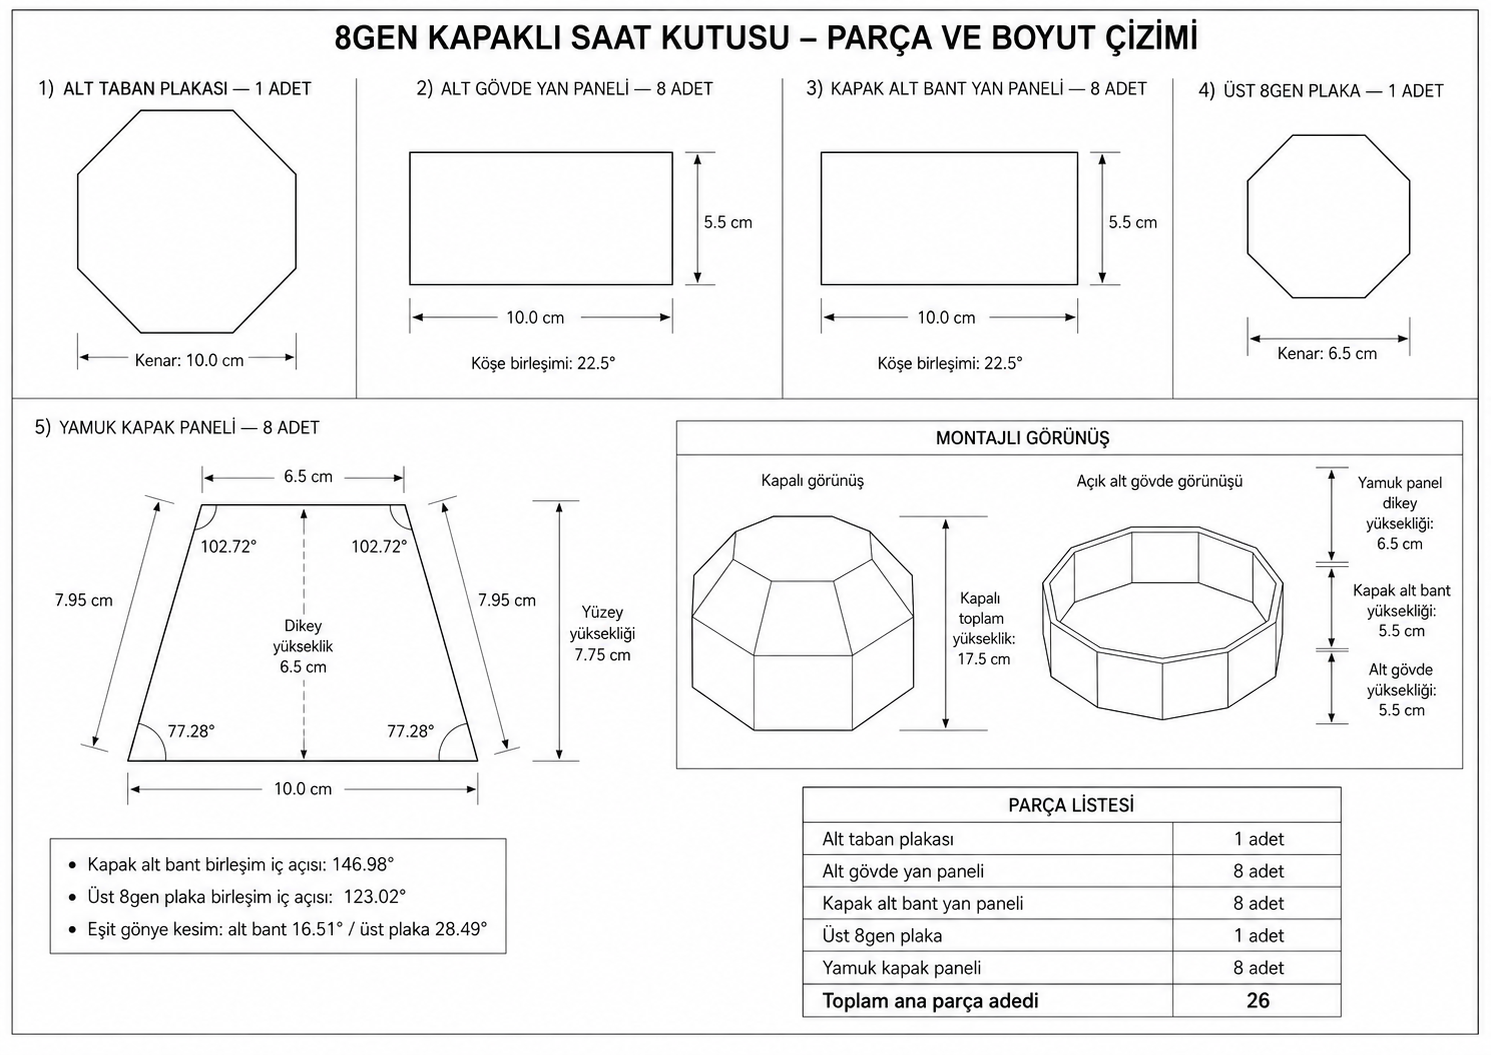 8GEN KAPAKLI SAAT KUTUSU – PARÇA VE BOYUT ÇİZİMİ
1) ALT TABAN PLAKASI — 1 ADET
Kenar: 10.0 cm
2) ALT GÖVDE YAN PANELİ — 8 ADET
5.5 cm
10.0 cm
Köşe birleşimi: 22.5°
3) KAPAK ALT BANT YAN PANELİ — 8 ADET
5.5 cm
10.0 cm
Köşe birleşimi: 22.5°
4) ÜST 8GEN PLAKA — 1 ADET
Kenar: 6.5 cm
5) YAMUK KAPAK PANELİ — 8 ADET
6.5 cm
102.72°
102.72°
7.95 cm
7.95 cm
Dikey
yükseklik
6.5 cm
Yüzey
yüksekliği
7.75 cm
77.28°
77.28°
10.0 cm
• Kapak alt bant birleşim iç açısı: 146.98°
• Üst 8gen plaka birleşim iç açısı: 123.02°
• Eşit gönye kesim: alt bant 16.51° / üst plaka 28.49°
MONTAJLI GÖRÜNÜŞ
Kapalı görünüş
Kapalı
toplam
yükseklik:
17.5 cm
Açık alt gövde görünüşü
Yamuk panel
dikey
yüksekliği:
6.5 cm
Kapak alt bant
yüksekliği:
5.5 cm
Alt gövde
yüksekliği:
5.5 cm
PARÇA LİSTESİ
Alt taban plakası 1 adet
Alt gövde yan paneli 8 adet
Kapak alt bant yan paneli 8 adet
Üst 8gen plaka 1 adet
Yamuk kapak paneli 8 adet
Toplam ana parça adedi 26